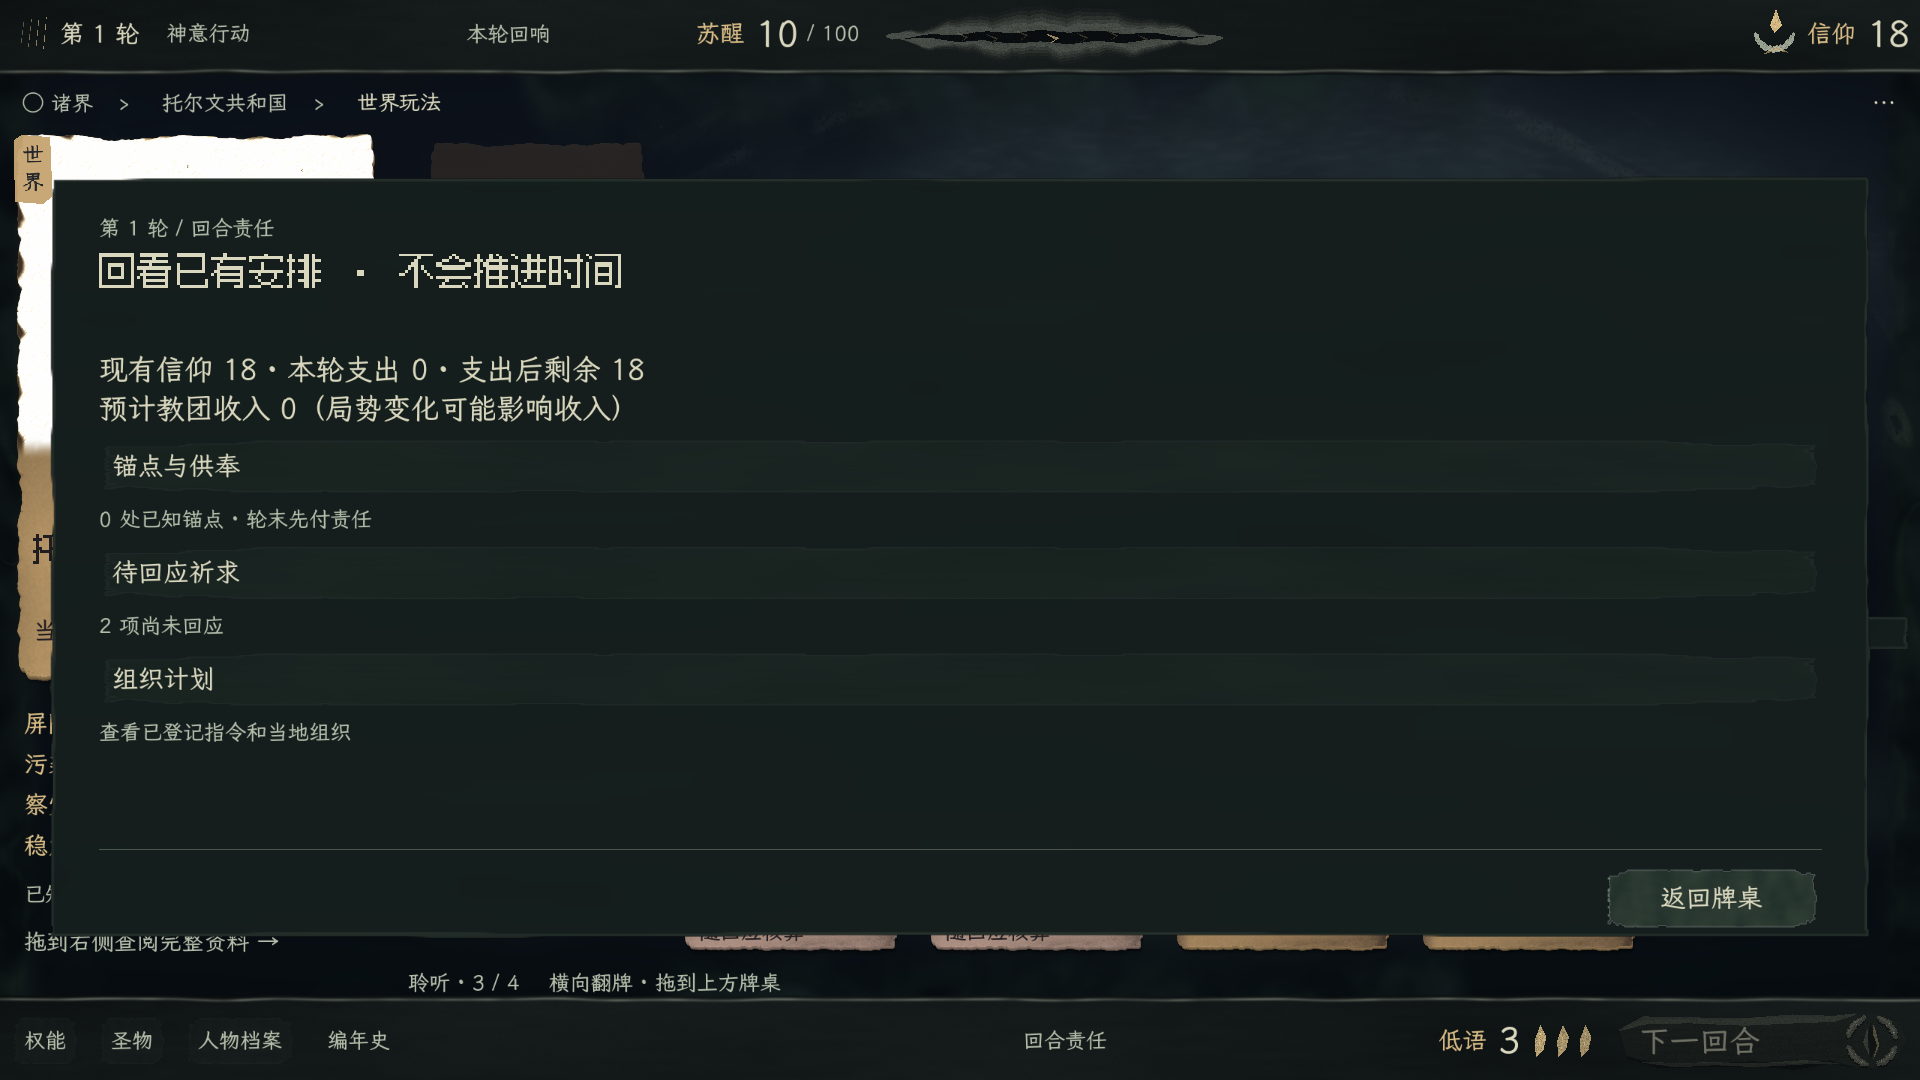 第 1 轮 神意行动 本轮回响 苏醒 10 / 100 信仰 18
诸界 > 托尔文共和国 > 世界玩法 ...
世界
第 1 轮 / 回合责任
回看已有安排 · 不会推进时间
现有信仰 18·本轮支出 0·支出后剩余 18
预计教团收入 0（局势变化可能影响收入）
锚点与供奉
0 处已知锚点·轮末先付责任
待回应祈求
2 项尚未回应
组织计划
查看已登记指令和当地组织
当
屏
污
察
稳
已
返回牌桌
拖到右侧查阅完整资料 →
聆听·3 / 4 横向翻牌·拖到上方牌桌
权能 圣物 人物档案 编年史 回合责任 低语 3 下一回合